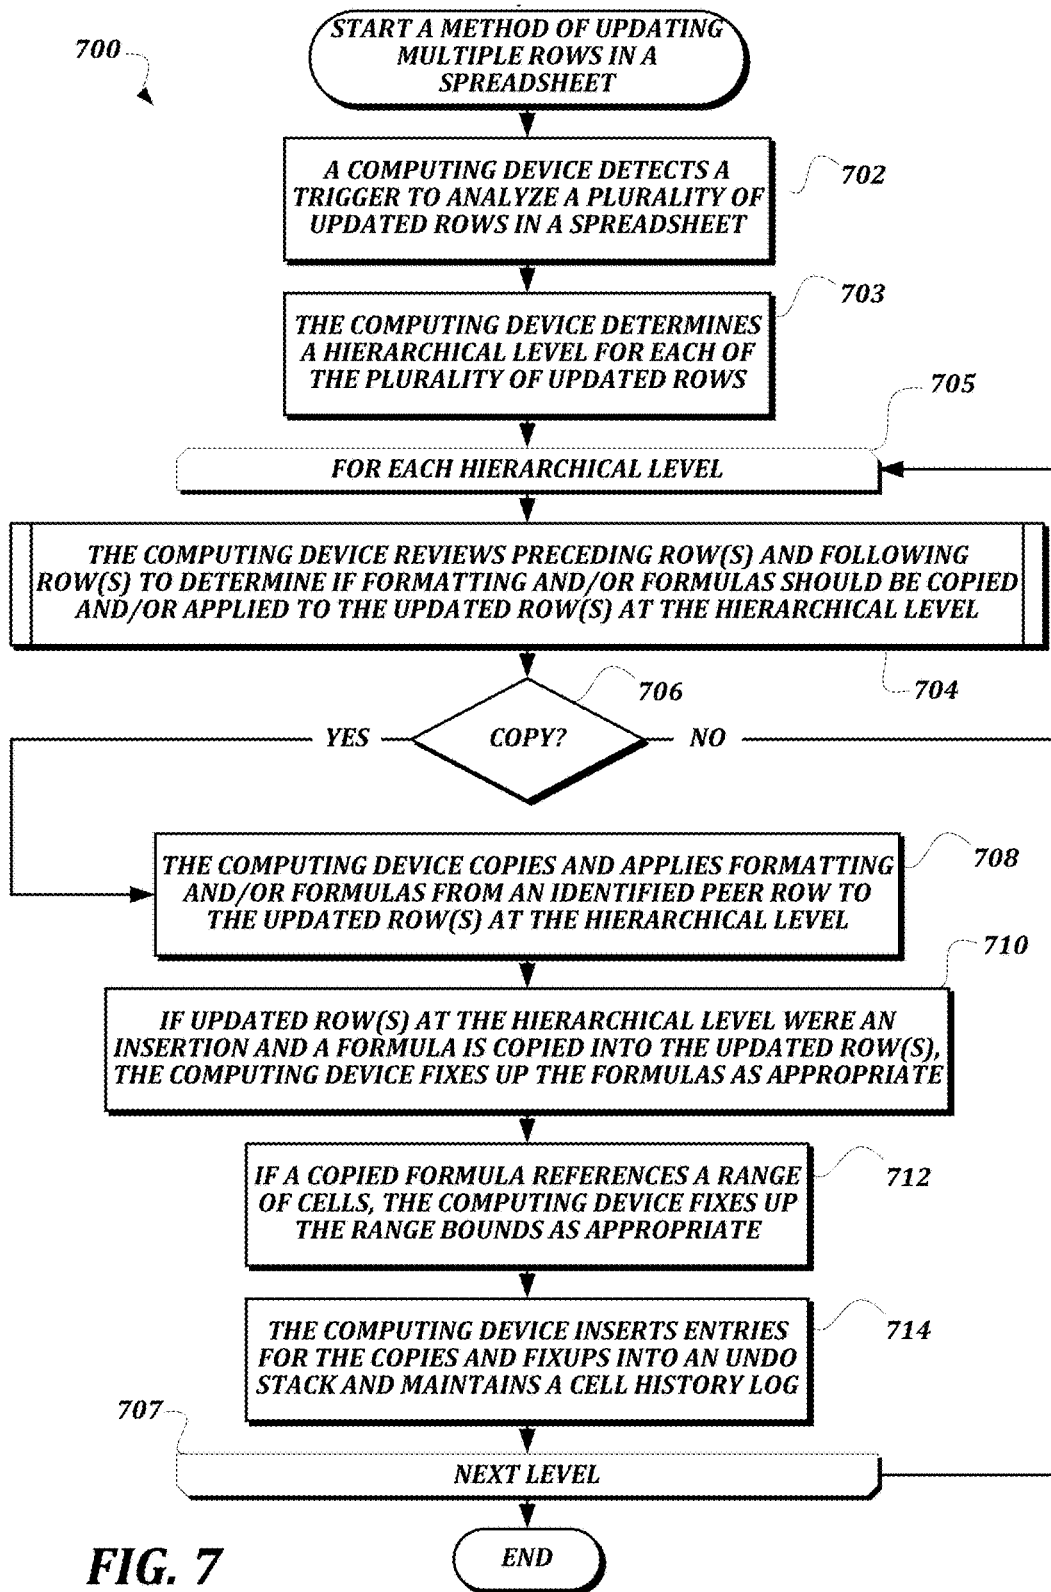 700
START A METHOD OF UPDATING
MULTIPLE ROWS IN A
SPREADSHEET
A COMPUTING DEVICE DETECTS A
TRIGGER TO ANALYZE A PLURALITY OF
UPDATED ROWS IN A SPREADSHEET
702
THE COMPUTING DEVICE DETERMINES
A HIERARCHICAL LEVEL FOR EACH OF
THE PLURALITY OF UPDATED ROWS
703
705
FOR EACH HIERARCHICAL LEVEL
THE COMPUTING DEVICE REVIEWS PRECEDING ROW(S) AND FOLLOWING
ROW(S) TO DETERMINE IF FORMATTING AND/OR FORMULAS SHOULD BE COPIED
AND/OR APPLIED TO THE UPDATED ROW(S) AT THE HIERARCHICAL LEVEL
704
706
YES
COPY?
NO
THE COMPUTING DEVICE COPIES AND APPLIES FORMATTING
AND/OR FORMULAS FROM AN IDENTIFIED PEER ROW TO
THE UPDATED ROW(S) AT THE HIERARCHICAL LEVEL
708
710
IF UPDATED ROW(S) AT THE HIERARCHICAL LEVEL WERE AN
INSERTION AND A FORMULA IS COPIED INTO THE UPDATED ROW(S),
THE COMPUTING DEVICE FIXES UP THE FORMULAS AS APPROPRIATE
IF A COPIED FORMULA REFERENCES A RANGE
OF CELLS, THE COMPUTING DEVICE FIXES UP
THE RANGE BOUNDS AS APPROPRIATE
712
THE COMPUTING DEVICE INSERTS ENTRIES
FOR THE COPIES AND FIXUPS INTO AN UNDO
STACK AND MAINTAINS A CELL HISTORY LOG
714
707
NEXT LEVEL
END
FIG. 7